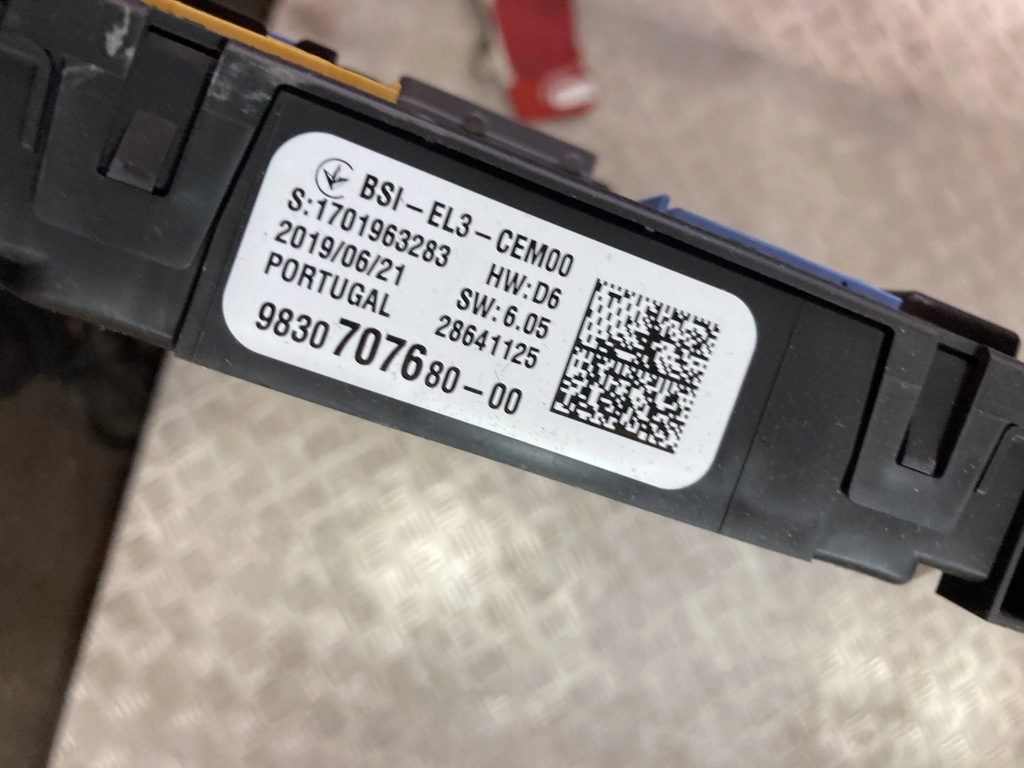 BSI-EL3-CEM00
S:1701963283 HW:D6
2019/06/21 SW:6.05
PORTUGAL 28641125
9830707680-00